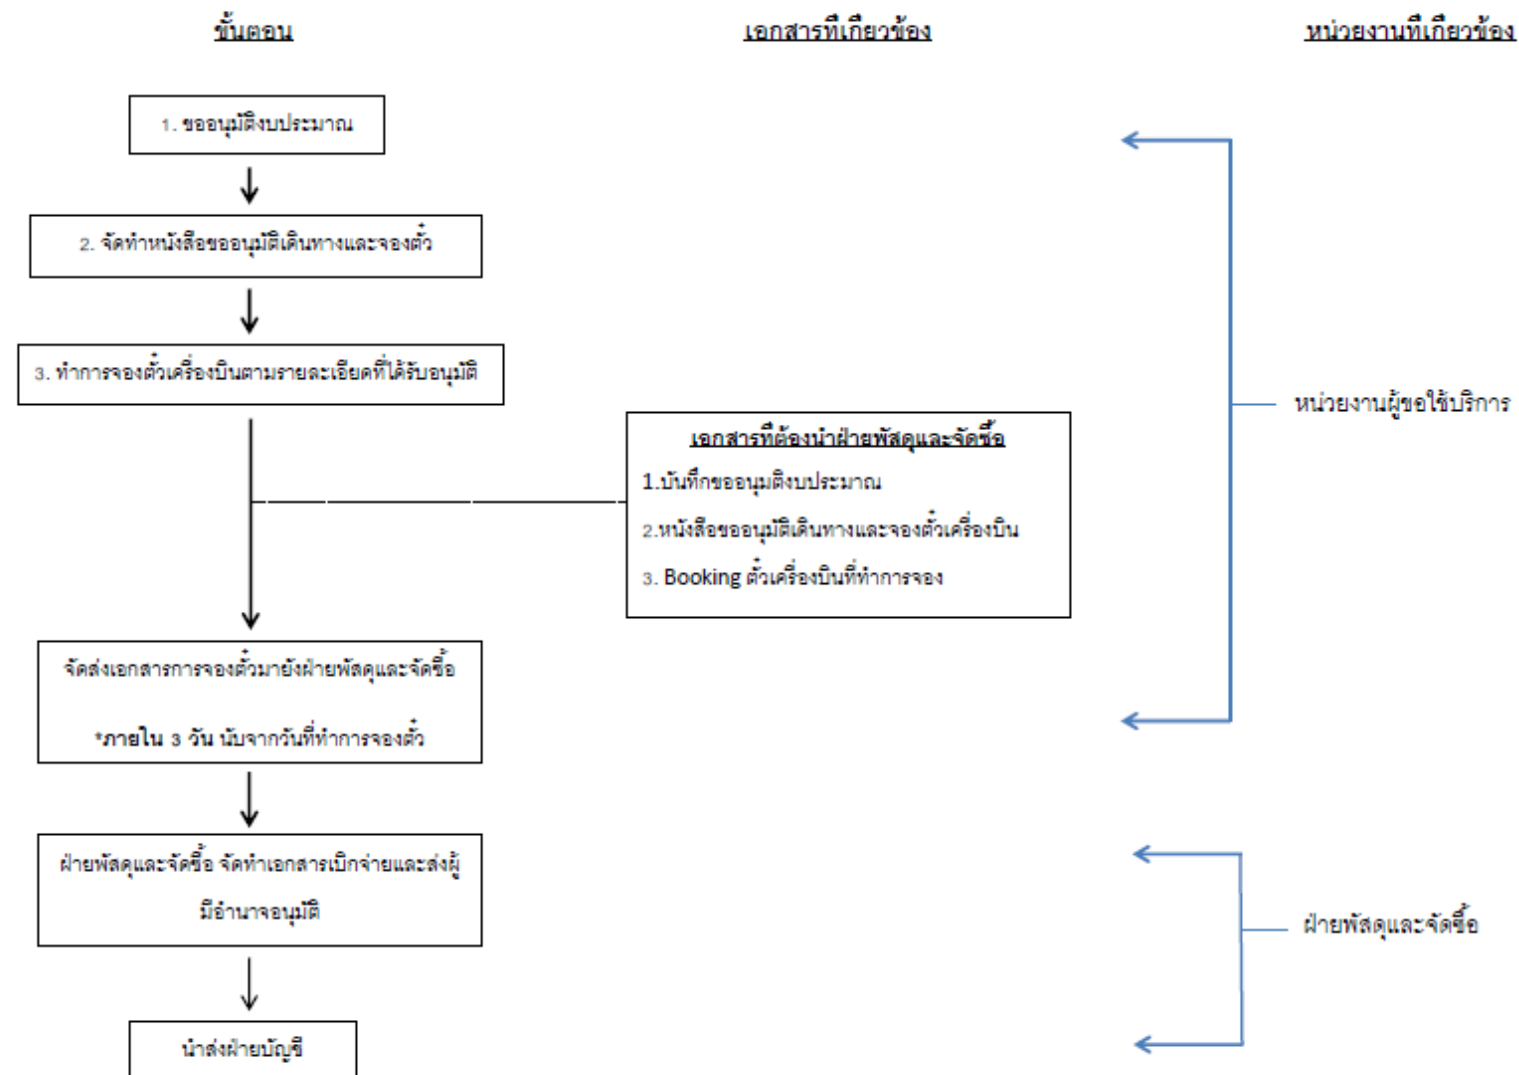 ขั้นตอน
เอกสารที่เกี่ยวข้อง
หน่วยงานที่เกี่ยวข้อง
1. ขออนุมัติงบประมาณ
2. จัดทำหนังสือขออนุมัติเดินทางและจองตั๋ว
3. ทำการจองตั๋วเครื่องบินตามรายละเอียดที่ได้รับอนุมัติ
หน่วยงานผู้ขอใช้บริการ
เอกสารที่ต้องนำฝ่ายพัสดุและจัดซื้อ
1.บันทึกขออนุมติงบประมาณ
2.หนังสือขออนุมัติเดินทางและจองตั๋วเครื่องบิน
3. Booking ตั๋วเครื่องบินที่ทำการจอง
จัดส่งเอกสารการจองตั๋วมายังฝ่ายพัสดุและจัดซื้อ
*ภายใน 3 วัน นับจากวันที่ทำการจองตั๋ว
ฝ่ายพัสดุและจัดซื้อ จัดทำเอกสารเบิกจ่ายและส่งผู้
มีอำนาจอนุมัติ
ฝ่ายพัสดุและจัดซื้อ
นำส่งฝ่ายบัญชี